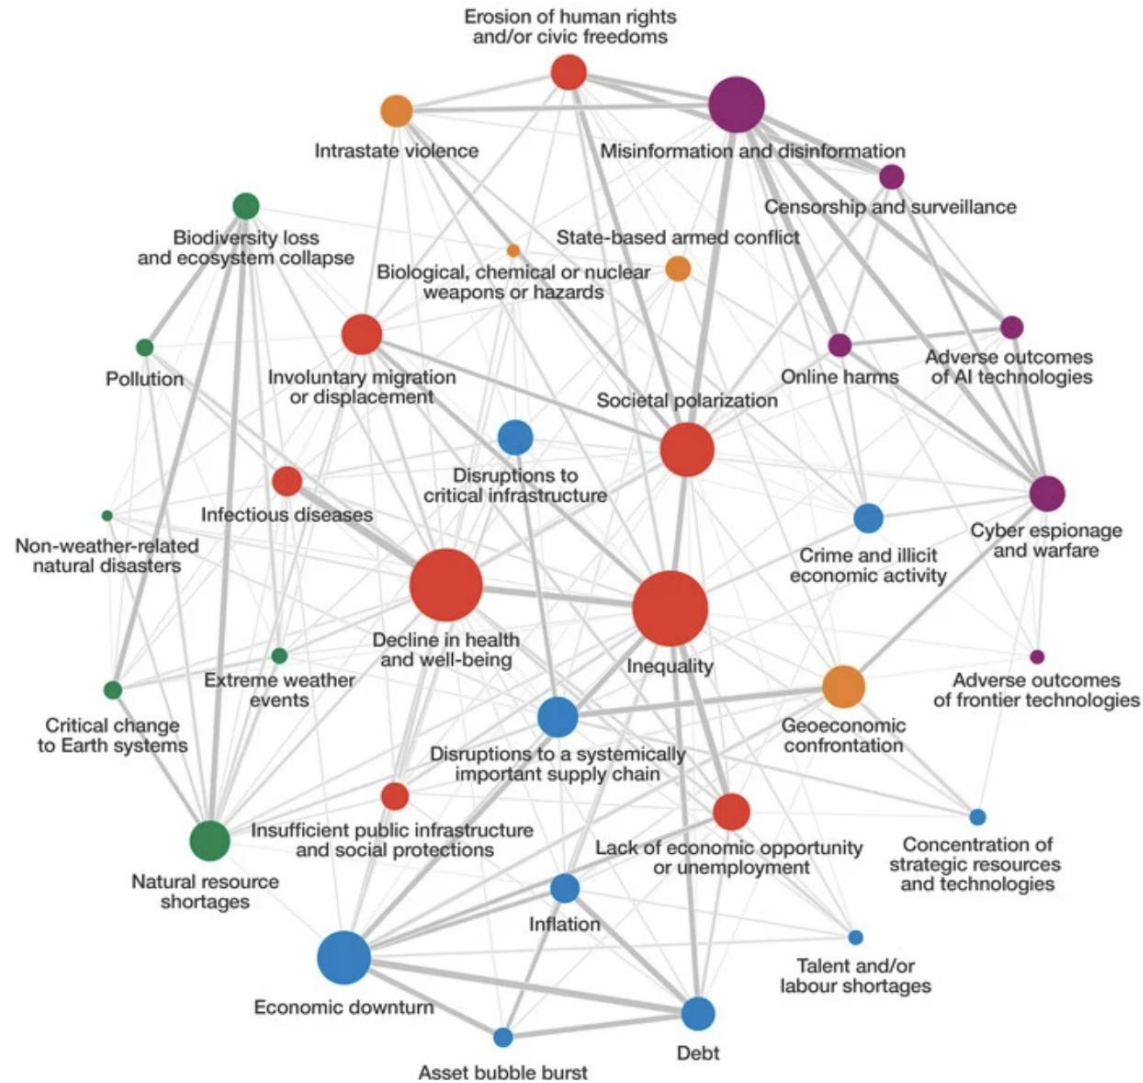 Erosion of human rights
and/or civic freedoms
Intrastate violence
Misinformation and disinformation
Censorship and surveillance
Biodiversity loss
and ecosystem collapse
State-based armed conflict
Biological, chemical or nuclear
weapons or hazards
Pollution
Involuntary migration
or displacement
Online harms
Adverse outcomes
of AI technologies
Societal polarization
Disruptions to
critical infrastructure
Infectious diseases
Non-weather-related
natural disasters
Crime and illicit
economic activity
Cyber espionage
and warfare
Decline in health
and well-being
Inequality
Extreme weather
events
Adverse outcomes
of frontier technologies
Critical change
to Earth systems
Geoeconomic
confrontation
Disruptions to a systemically
important supply chain
Insufficient public infrastructure
and social protections
Lack of economic opportunity
or unemployment
Concentration of
strategic resources
and technologies
Natural resource
shortages
Inflation
Talent and/or
labour shortages
Economic downturn
Debt
Asset bubble burst